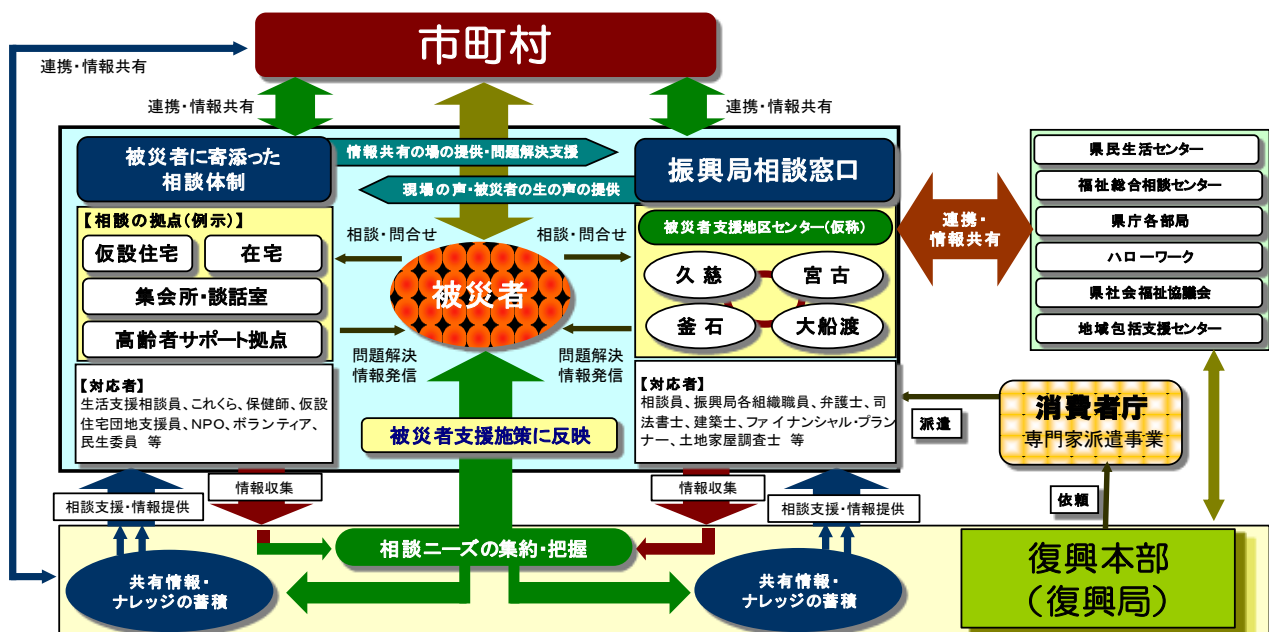 市町村
連携・情報共有
連携・情報共有
連携・情報共有
被災者に寄添った
相談体制
情報共有の場の提供・問題解決支援
現場の声・被災者の生の声の提供
振興局相談窓口
【相談の拠点(例示)】
仮設住宅
在宅
集会所・談話室
高齢者サポート拠点
相談・問合せ
相談・問合せ
被災者
問題解決
情報発信
問題解決
情報発信
被災者支援地区センター(仮称)
久慈
宮古
釜石
大船渡
連携・
情報共有
県民生活センター
福祉総合相談センター
県庁各部局
ハローワーク
県社会福祉協議会
地域包括支援センター
【対応者】
生活支援相談員、これくら、保健師、仮設
住宅団地支援員、NPO、ボランティア、
民生委員 等
被災者支援施策に反映
【対応者】
相談員、振興局各組織職員、弁護士、司
法書士、建築士、ファイナンシャル・プラン
ナー、土地家屋調査士 等
派遣
消費者庁
専門家派遣事業
依頼
相談支援・情報提供
情報収集
情報収集
相談支援・情報提供
相談ニーズの集約・把握
共有情報・
ナレッジの蓄積
共有情報・
ナレッジの蓄積
復興本部
(復興局)